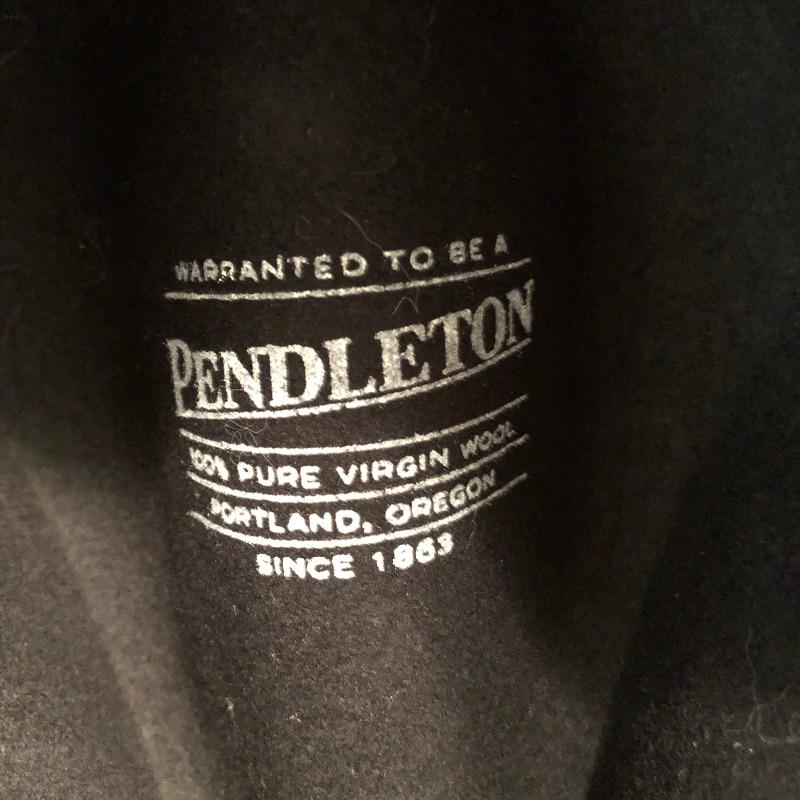 WARRANTED TO BE A
PENDLETON
100% PURE VIRGIN WOOL
PORTLAND, OREGON
SINCE 1863